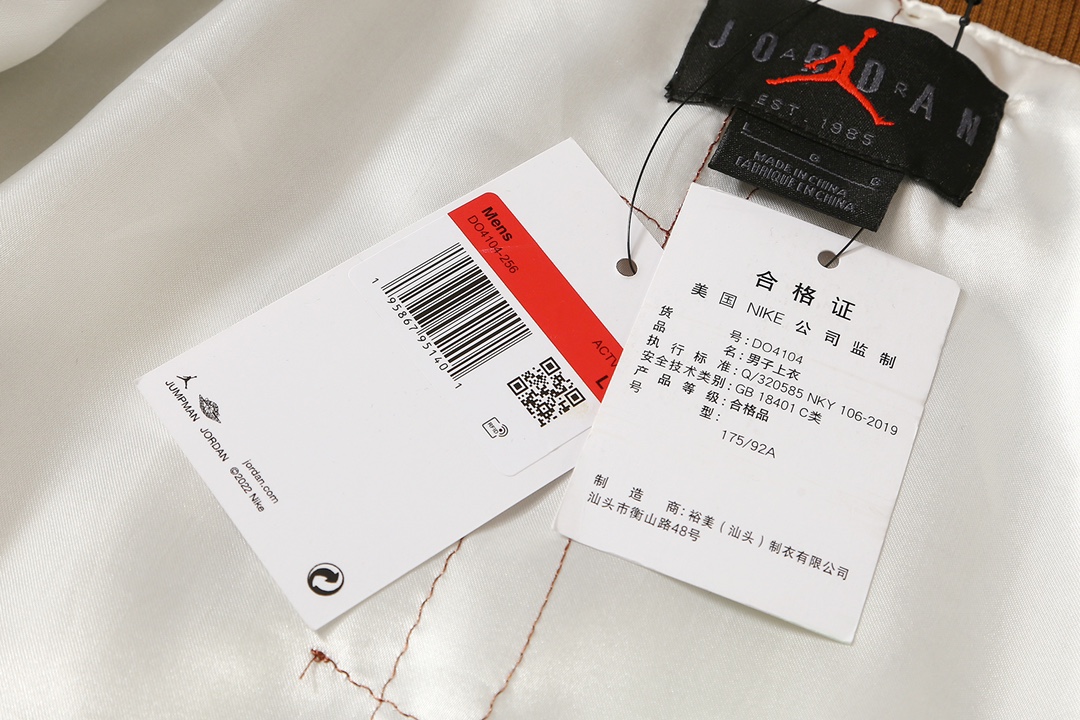 JORDAN
AIR
EST. 1985
L G G
MADE IN CHINA
FABRIQUE EN CHINA
Mens
DO4104-256
L
1 95867 95140 1
RFID
JUMPMAN
JORDAN
jordan.com
©2022 Nike
合格证
美国 NIKE 公司监制
货号:DO4104
品名:男子上衣
执行标准:Q/320585 NKY 106-2019
安全技术类别:GB 18401 C类
产品等级:合格品
号型:
175/92A
制造商:裕美(汕头)制衣有限公司
汕头市衡山路48号